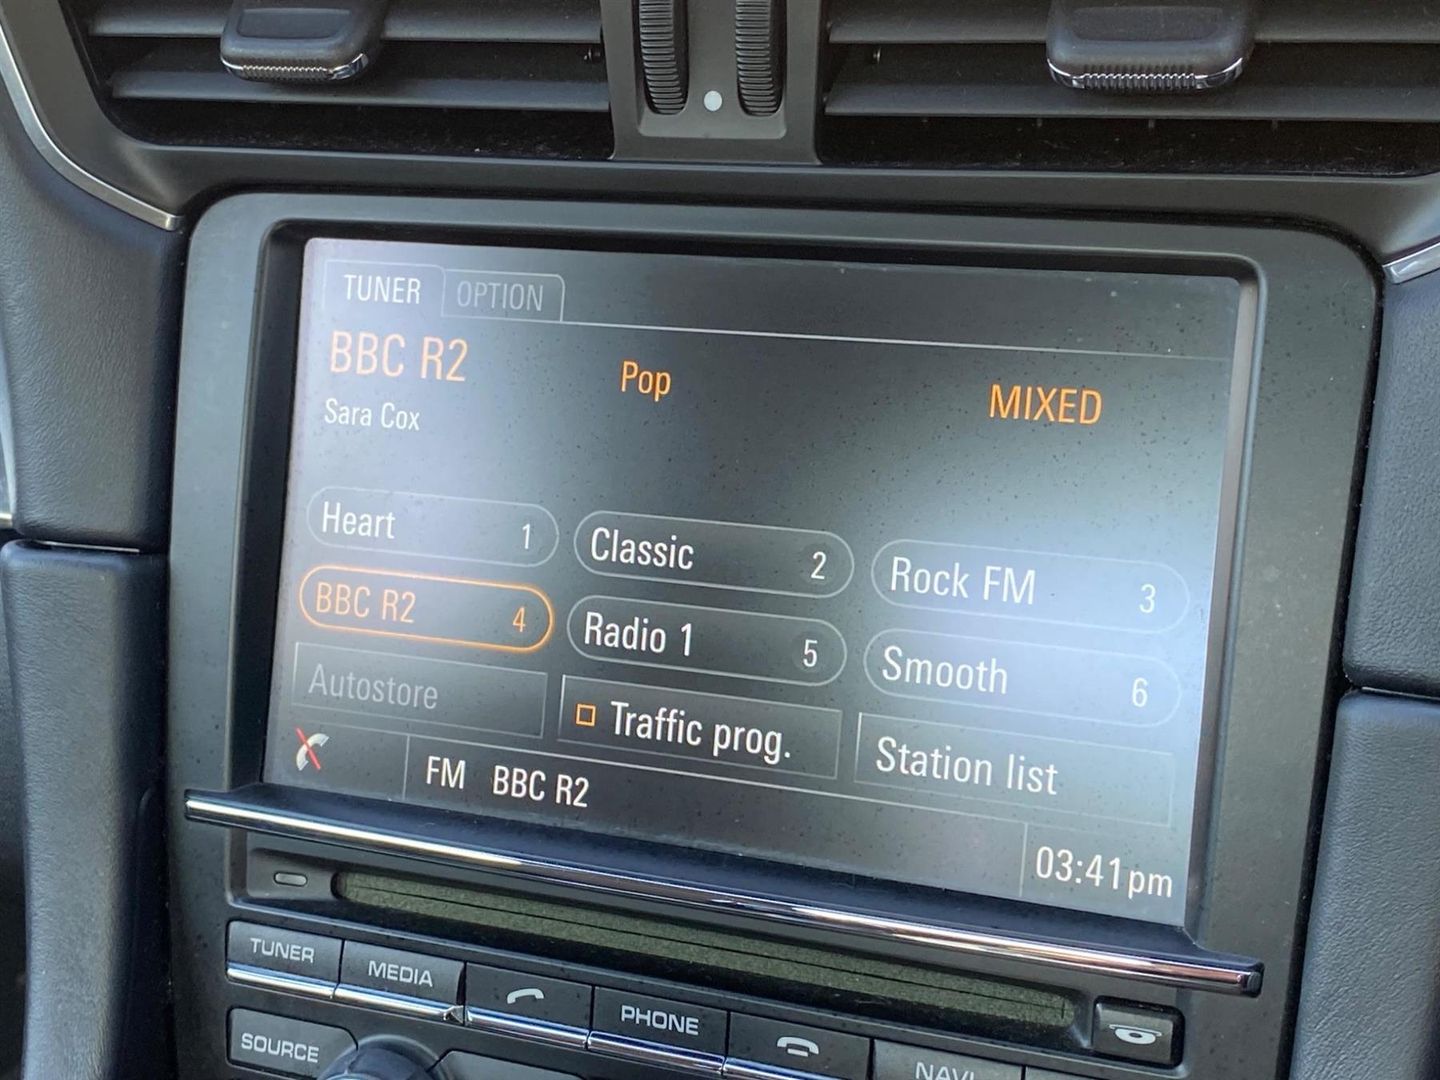 TUNER OPTION
BBC R2 Pop MIXED
Sara Cox
Heart 1 Classic 2 Rock FM 3
BBC R2 4 Radio 1 5 Smooth 6
Autostore Traffic prog. Station list
FM BBC R2
03:41pm
TUNER MEDIA PHONE
SOURCE NAVI